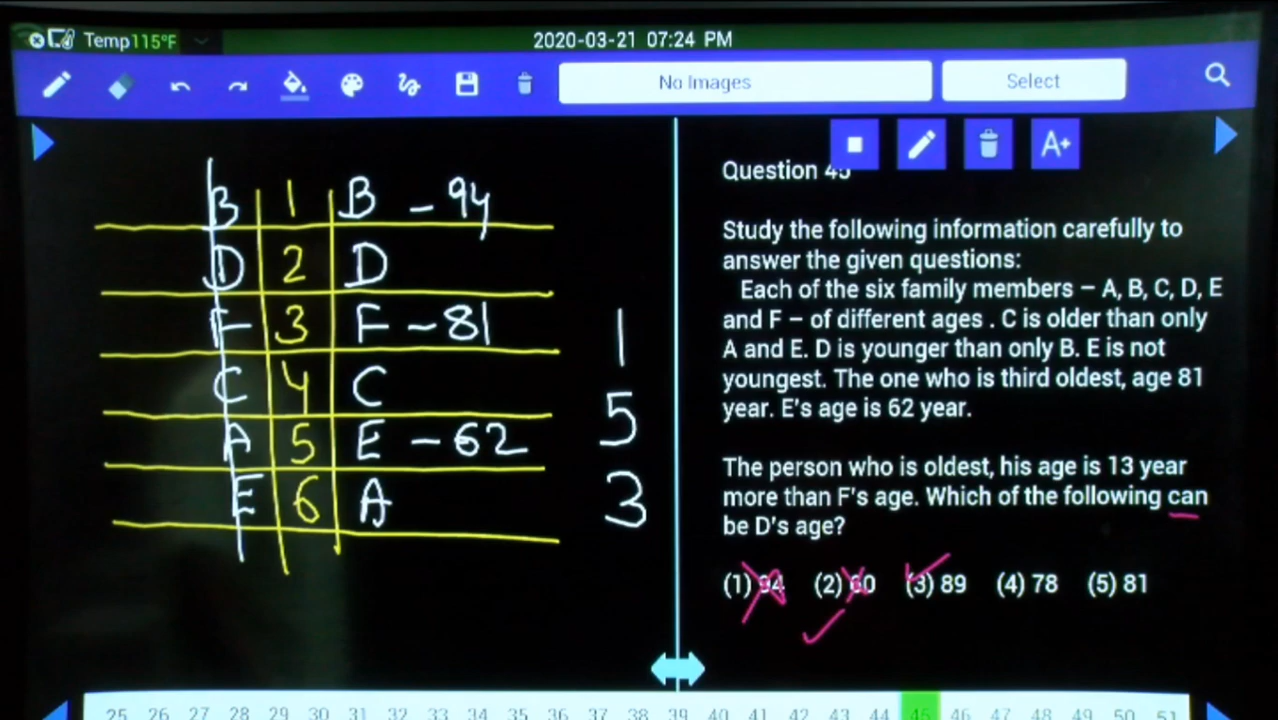 Temp115°F
2020-03-21 07:24 PM
No Images
Select
A+
B 1 B - 94
D 2 D
F 3 F - 81
C 4 C
A 5 E - 62
E 6 A
1
5
3
Question 45
Study the following information carefully to
answer the given questions:
Each of the six family members – A, B, C, D, E
and F – of different ages . C is older than only
A and E. D is younger than only B. E is not
youngest. The one who is third oldest, age 81
year. E's age is 62 year.
The person who is oldest, his age is 13 year
more than F's age. Which of the following can
be D's age?
(1) 94 (2) 60 (3) 89 (4) 78 (5) 81
25 26 27 28 29 30 31 32 33 34 35 36 37 38 39 40 41 42 43 44 45 46 47 48 49 50 51